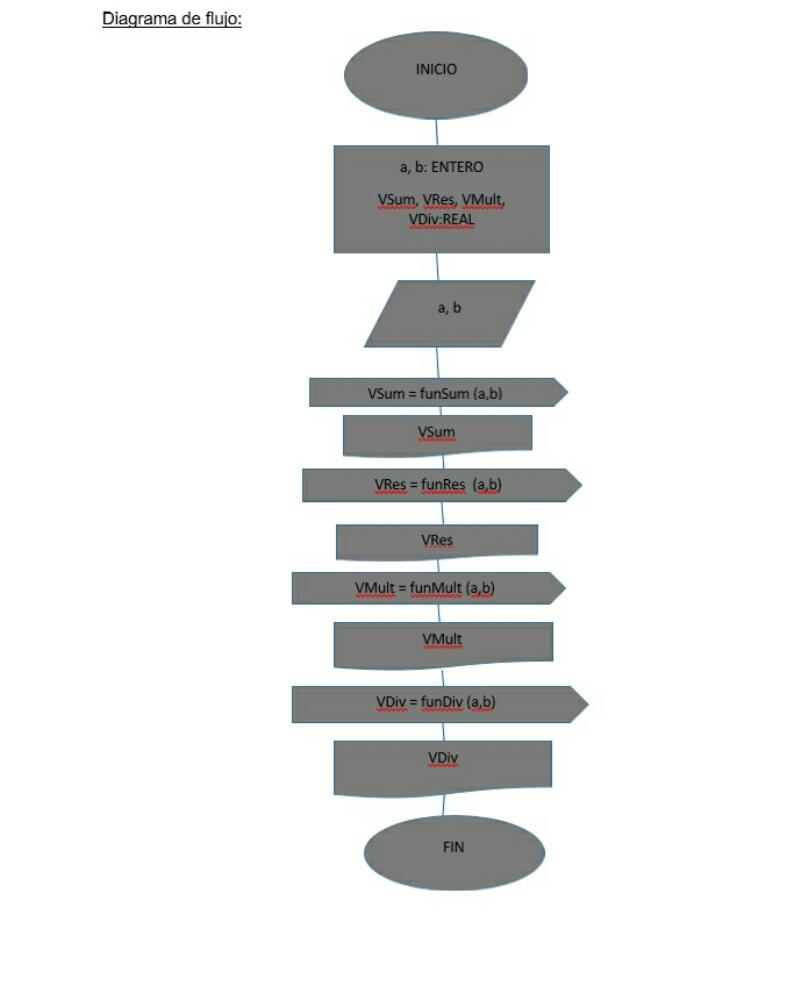 Diagrama de flujo:
INICIO
a, b: ENTERO
VSum, VRes, VMult,
VDiv:REAL
a, b
VSum = funSum (a,b)
VSum
VRes = funRes (a,b)
VRes
VMult = funMult (a,b)
VMult
VDiv = funDiv (a,b)
VDiv
FIN